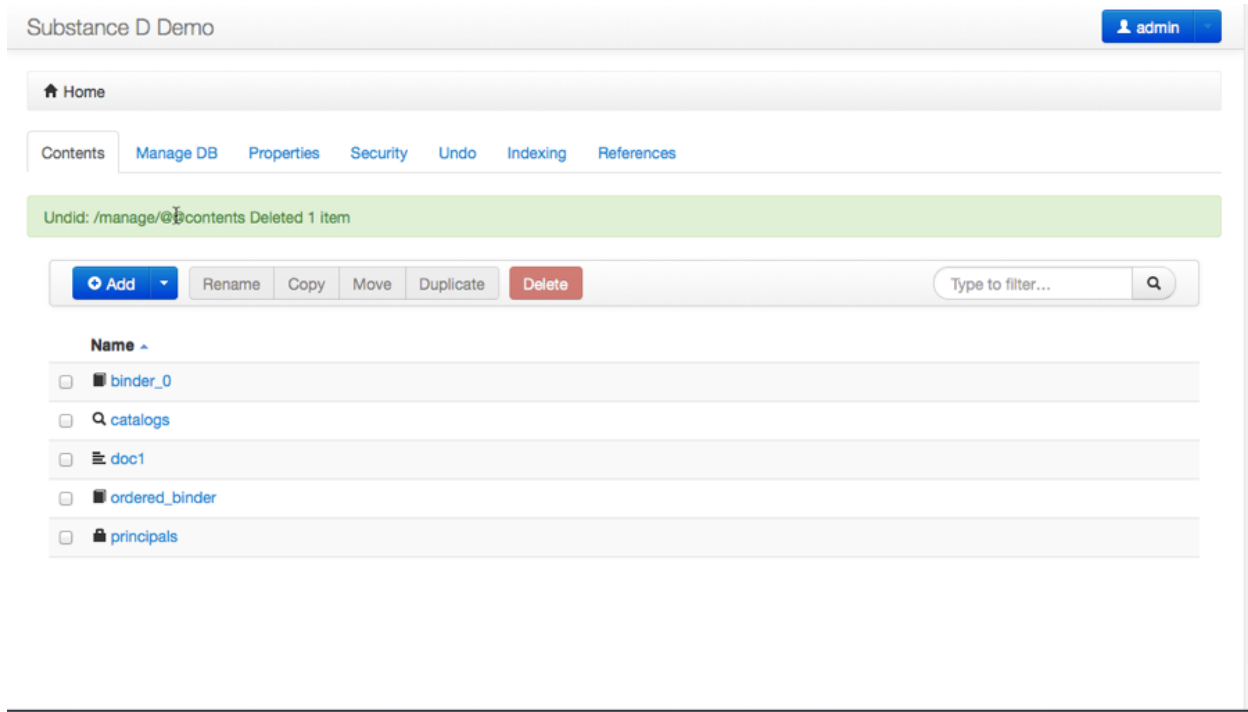 Substance D Demo
admin
Home
Contents Manage DB Properties Security Undo Indexing References
Undid: /manage/@@contents Deleted 1 item
Add Rename Copy Move Duplicate Delete Type to filter...
Name
binder_0
catalogs
doc1
ordered_binder
principals